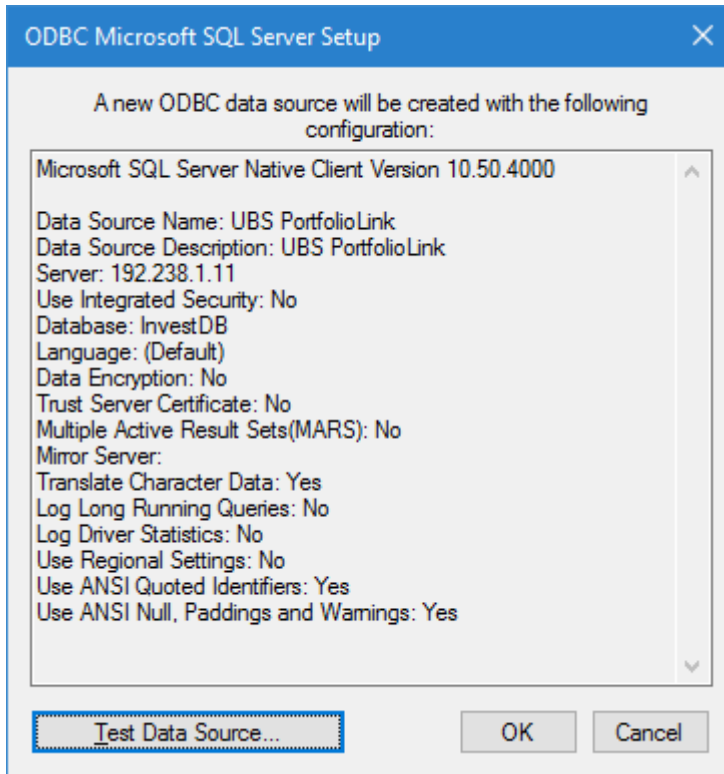 ODBC Microsoft SQL Server Setup
A new ODBC data source will be created with the following
configuration:
Microsoft SQL Server Native Client Version 10.50.4000
Data Source Name: UBS PortfolioLink
Data Source Description: UBS PortfolioLink
Server: 192.238.1.11
Use Integrated Security: No
Database: InvestDB
Language: (Default)
Data Encryption: No
Trust Server Certificate: No
Multiple Active Result Sets(MARS): No
Mirror Server:
Translate Character Data: Yes
Log Long Running Queries: No
Log Driver Statistics: No
Use Regional Settings: No
Use ANSI Quoted Identifiers: Yes
Use ANSI Null, Paddings and Warnings: Yes
Test Data Source...
OK
Cancel